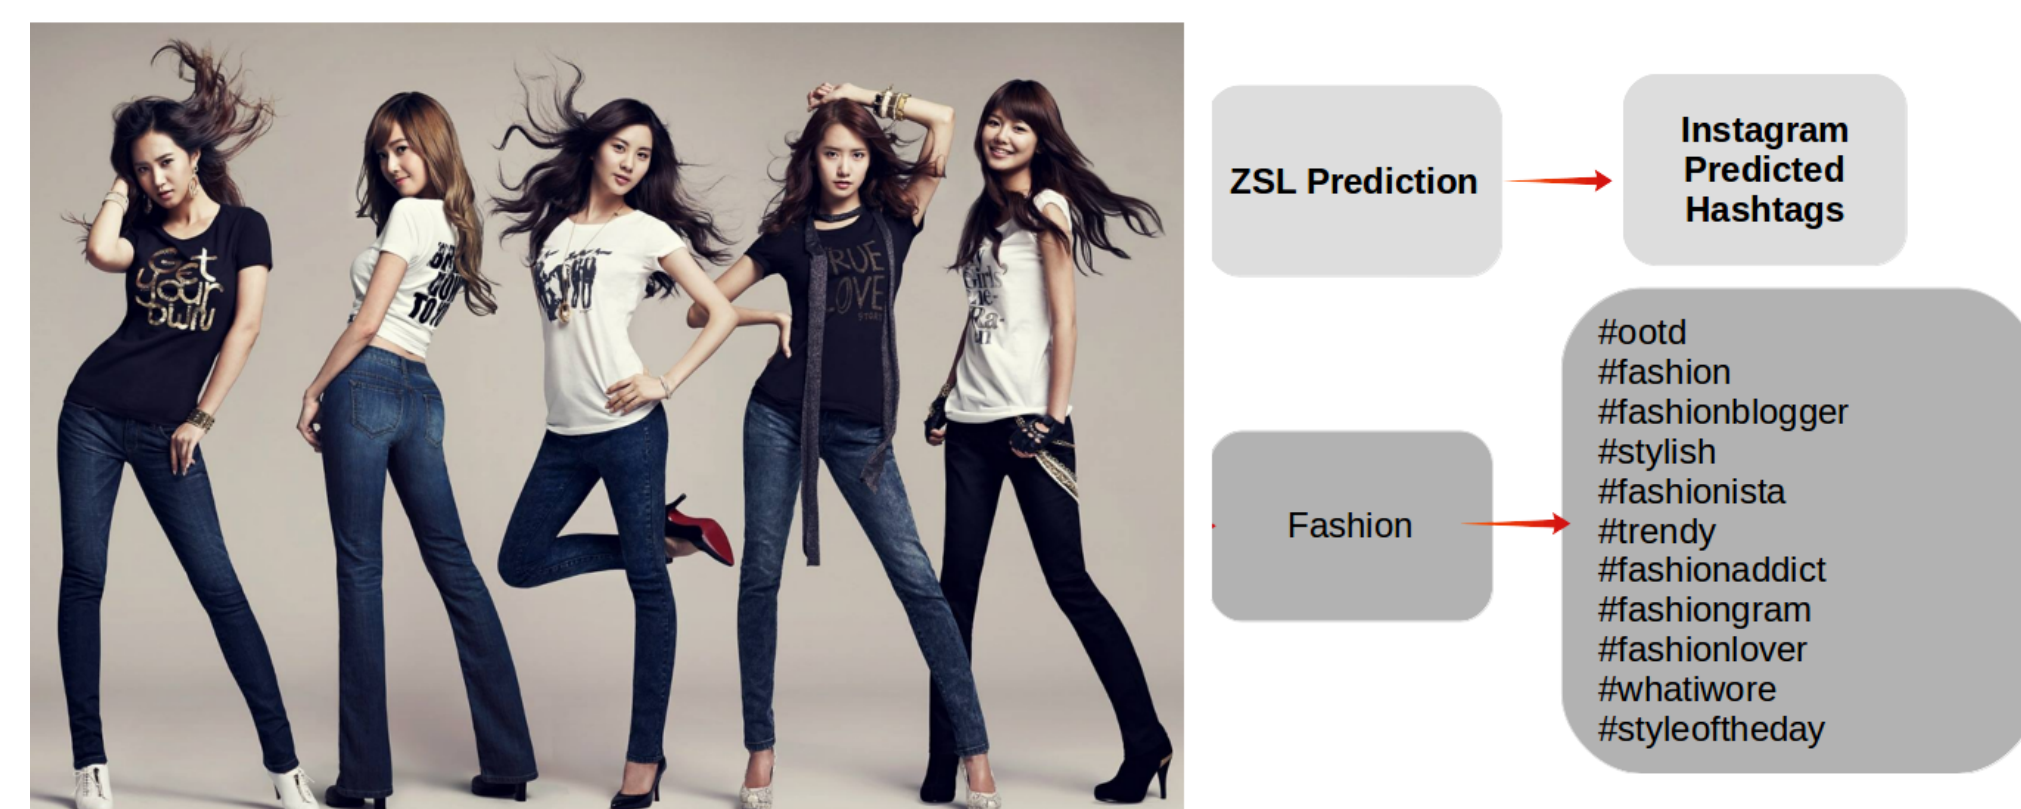 Get
your
own
TRUE
LOVE
Girls
ZSL Prediction
Instagram
Predicted
Hashtags
Fashion
#ootd
#fashion
#fashionblogger
#stylish
#fashionista
#trendy
#fashionaddict
#fashiongram
#fashionlover
#whatiwore
#styleoftheday